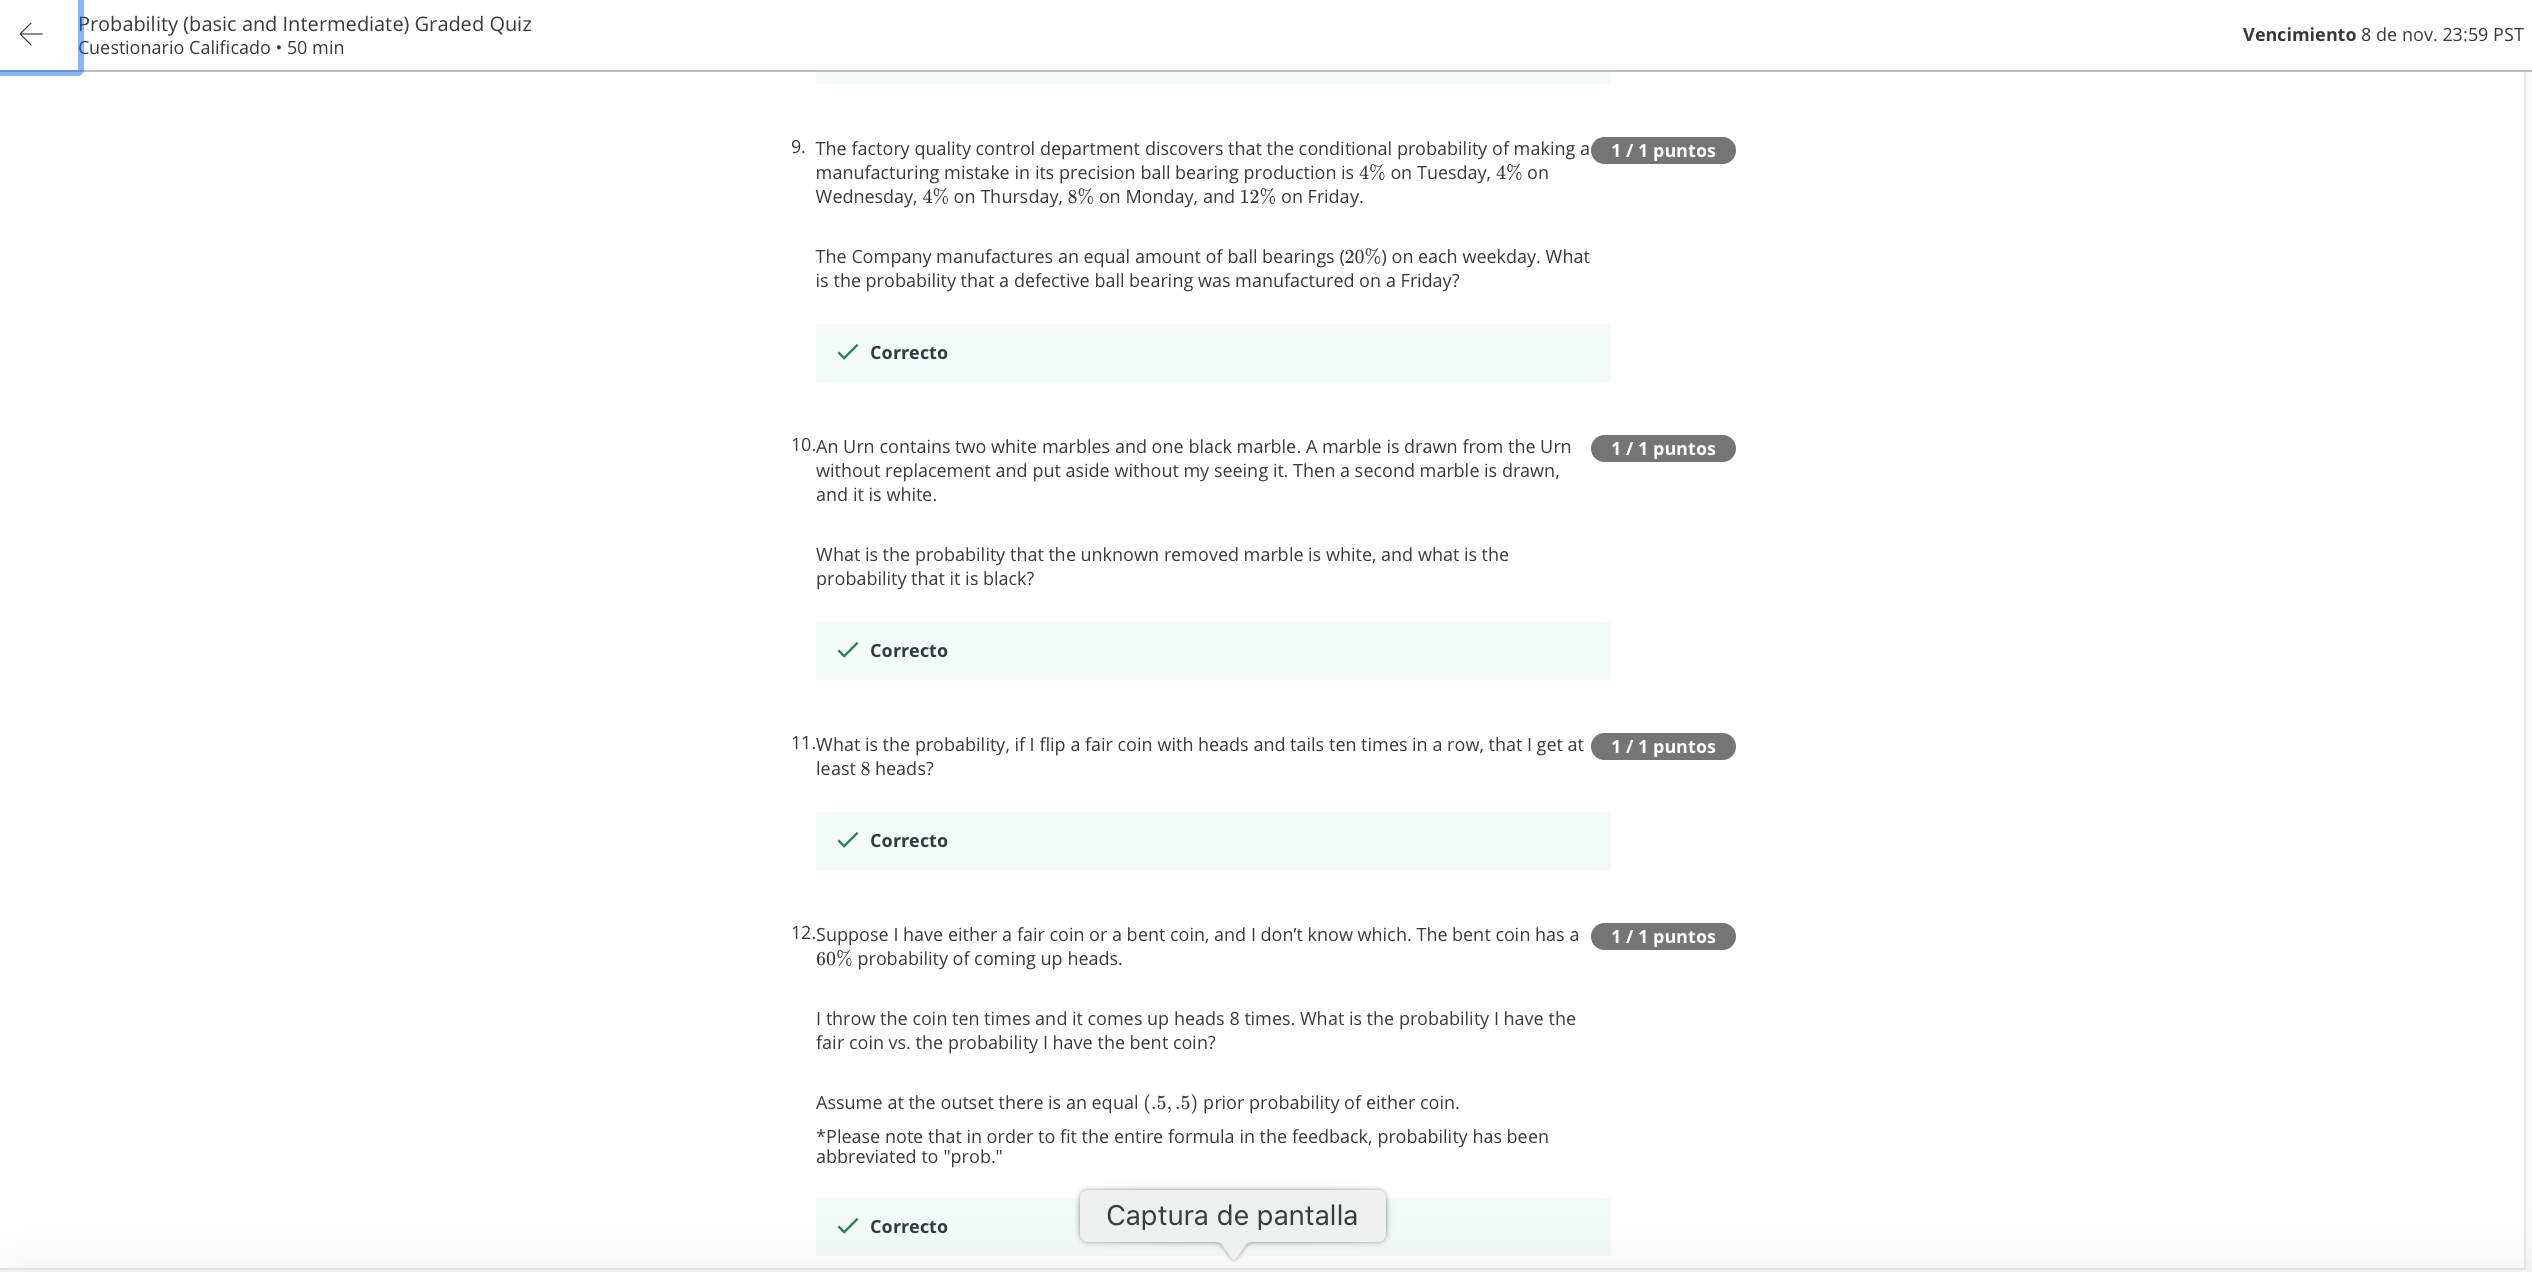 Probability (basic and Intermediate) Graded Quiz
Cuestionario Calificado • 50 min
Vencimiento 8 de nov. 23:59 PST
9. The factory quality control department discovers that the conditional probability of making a 1 / 1 puntos
manufacturing mistake in its precision ball bearing production is 4% on Tuesday, 4% on
Wednesday, 4% on Thursday, 8% on Monday, and 12% on Friday.
The Company manufactures an equal amount of ball bearings (20%) on each weekday. What
is the probability that a defective ball bearing was manufactured on a Friday?
Correcto
10. An Urn contains two white marbles and one black marble. A marble is drawn from the Urn 1 / 1 puntos
without replacement and put aside without my seeing it. Then a second marble is drawn,
and it is white.
What is the probability that the unknown removed marble is white, and what is the
probability that it is black?
Correcto
11. What is the probability, if I flip a fair coin with heads and tails ten times in a row, that I get at 1 / 1 puntos
least 8 heads?
Correcto
12. Suppose I have either a fair coin or a bent coin, and I don’t know which. The bent coin has a 1 / 1 puntos
60% probability of coming up heads.
I throw the coin ten times and it comes up heads 8 times. What is the probability I have the
fair coin vs. the probability I have the bent coin?
Assume at the outset there is an equal (.5, .5) prior probability of either coin.
*Please note that in order to fit the entire formula in the feedback, probability has been
abbreviated to "prob."
Correcto
Captura de pantalla